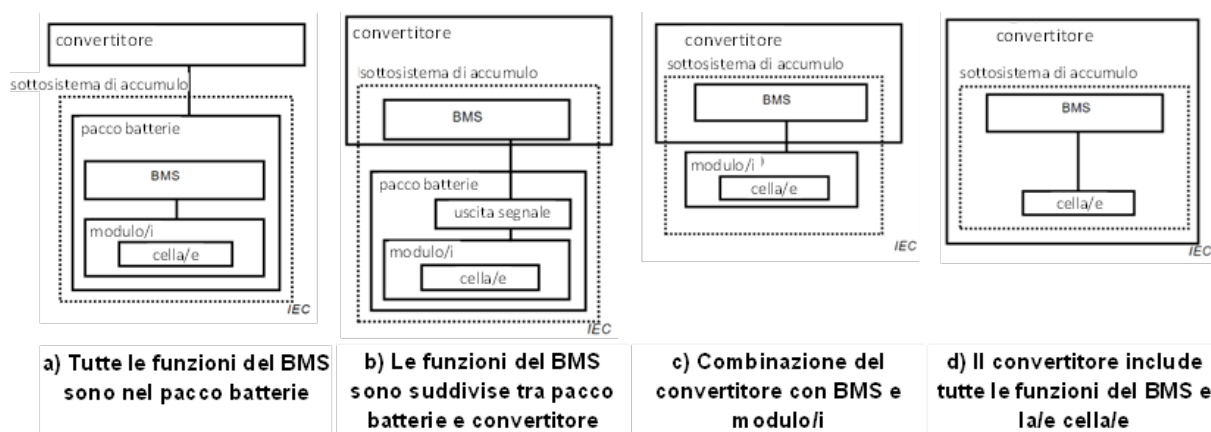 convertitore
sottosistema di accumulo
pacco batterie
BMS
modulo/i
cella/e
IEC
a) Tutte le funzioni del BMS
sono nel pacco batterie
convertitore
sottosistema di accumulo
BMS
pacco batterie
uscita segnale
modulo/i
cella/e
IEC
b) Le funzioni del BMS
sono suddivise tra pacco
batterie e convertitore
convertitore
sottosistema di accumulo
BMS
modulo/i )
cella/e
IEC
c) Combinazione del
convertitore con BMS e
modulo/i
convertitore
sottosistema di accumulo
BMS
cella/e
IEC
d) Il convertitore include
tutte le funzioni del BMS e
la/e cella/e